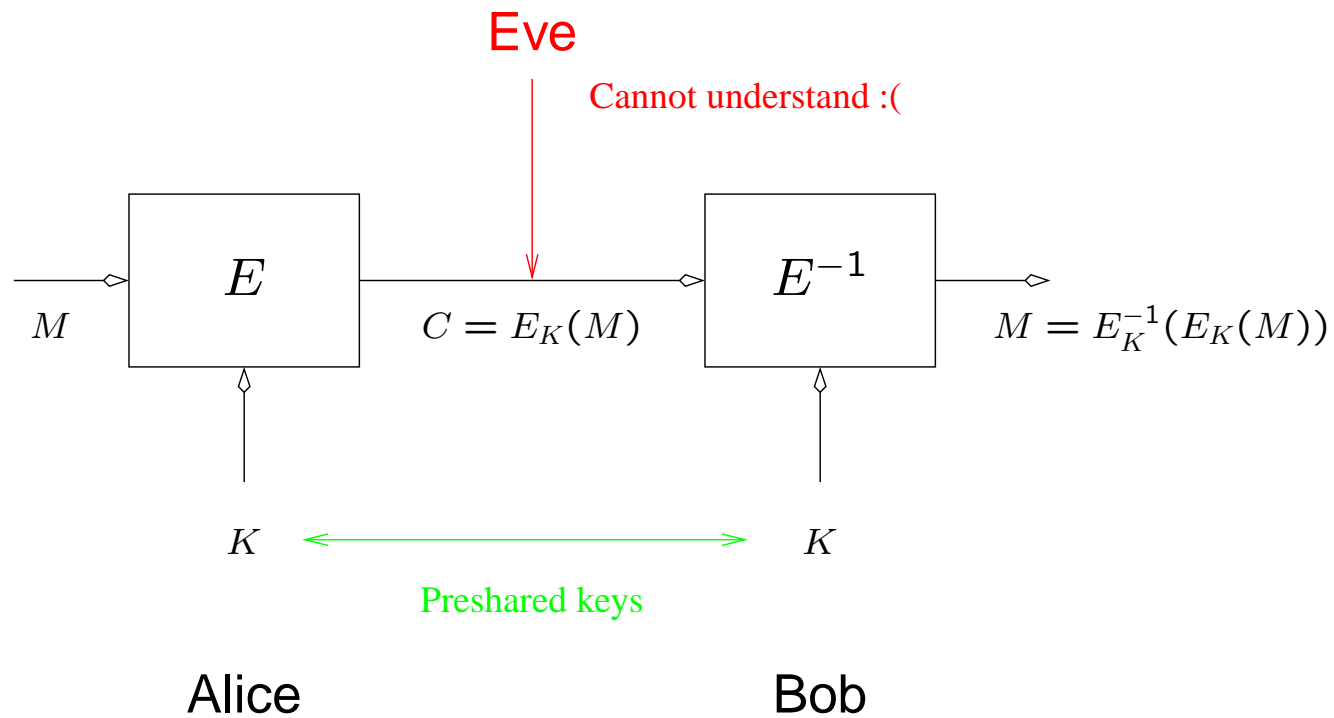 Eve
Cannot understand :(
E
E⁻¹
M
C = E_K(M)
M = E_K⁻¹(E_K(M))
K
K
Preshared keys
Alice
Bob